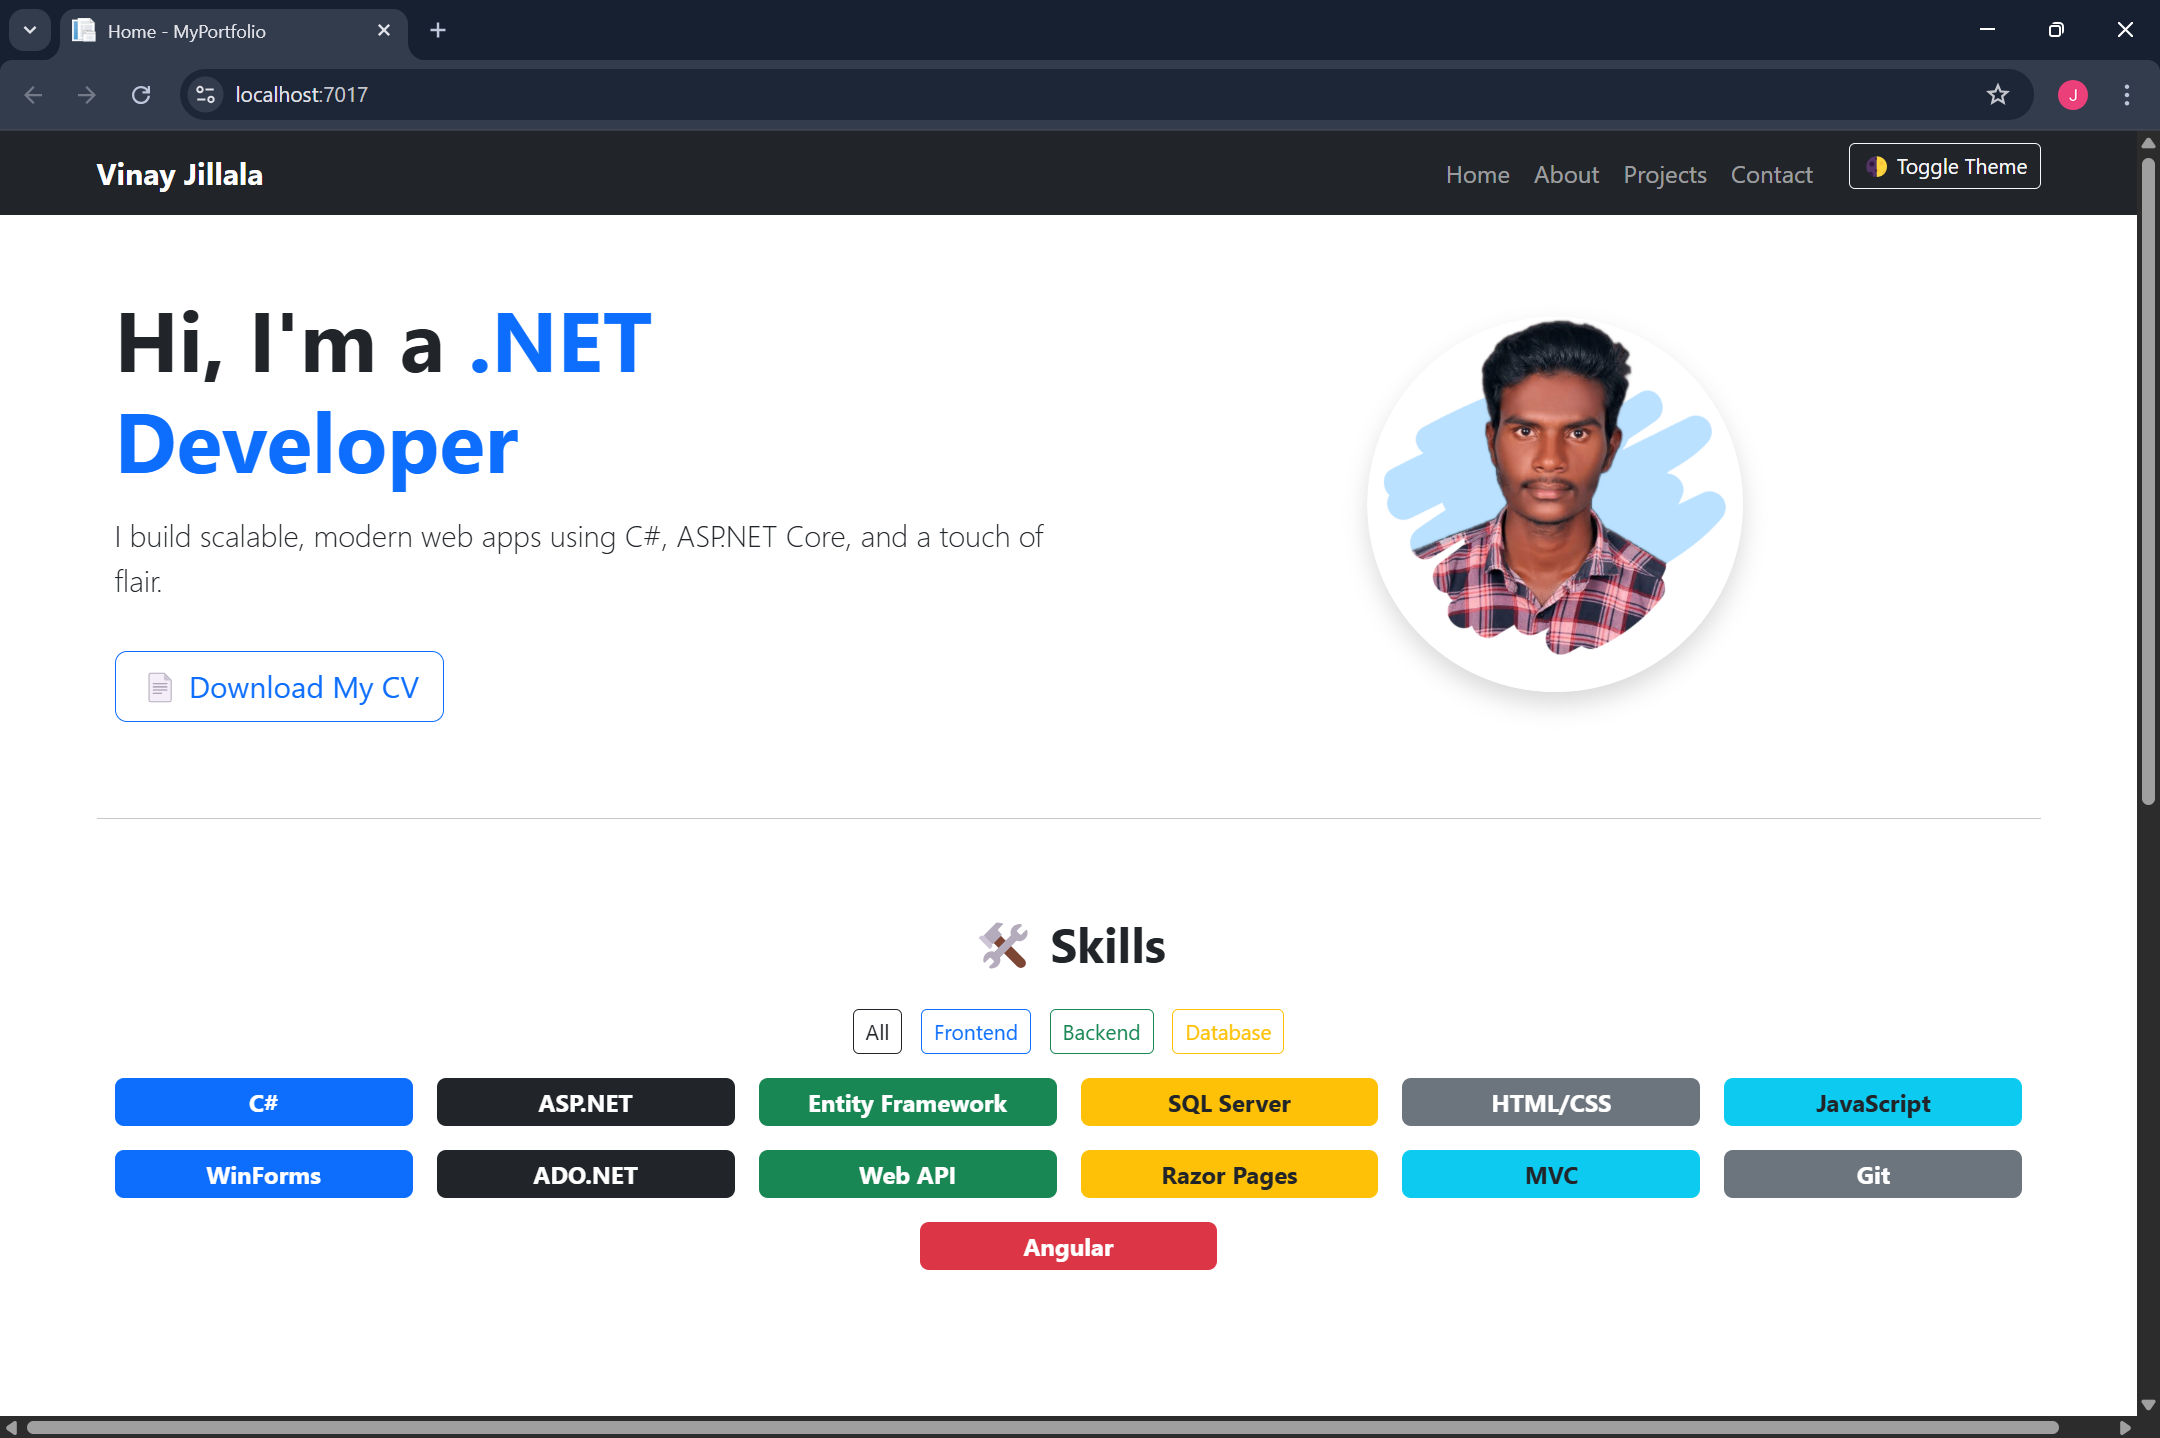 Home - MyPortfolio
localhost:7017
J
Vinay Jillala
Home About Projects Contact 🌓 Toggle Theme
Hi, I'm a .NET
Developer
I build scalable, modern web apps using C#, ASP.NET Core, and a touch of
flair.
📄 Download My CV
🛠️ Skills
All Frontend Backend Database
C# ASP.NET Entity Framework SQL Server HTML/CSS JavaScript
WinForms ADO.NET Web API Razor Pages MVC Git
Angular